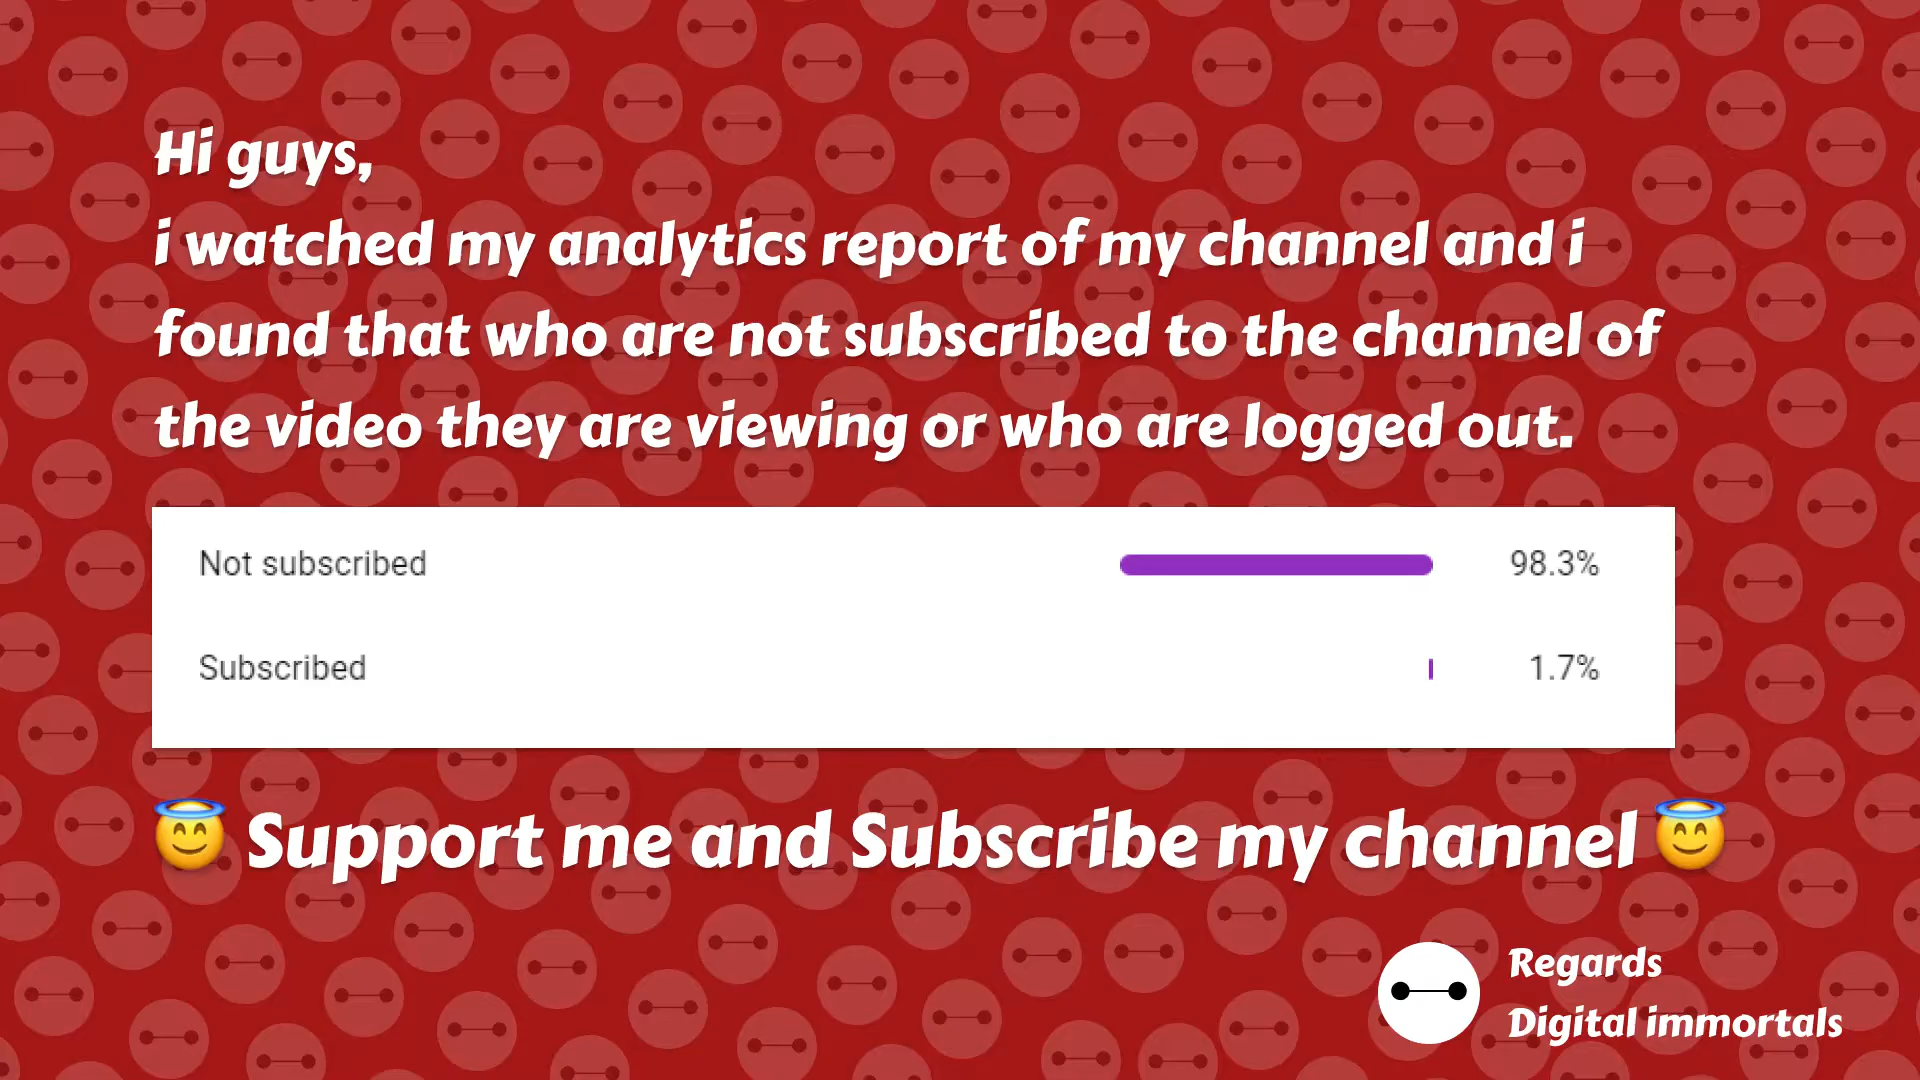 Hi guys,
i watched my analytics report of my channel and i
found that who are not subscribed to the channel of
the video they are viewing or who are logged out.
Not subscribed 98.3%
Subscribed 1.7%
😇 Support me and Subscribe my channel 😇
Regards
Digital immortals